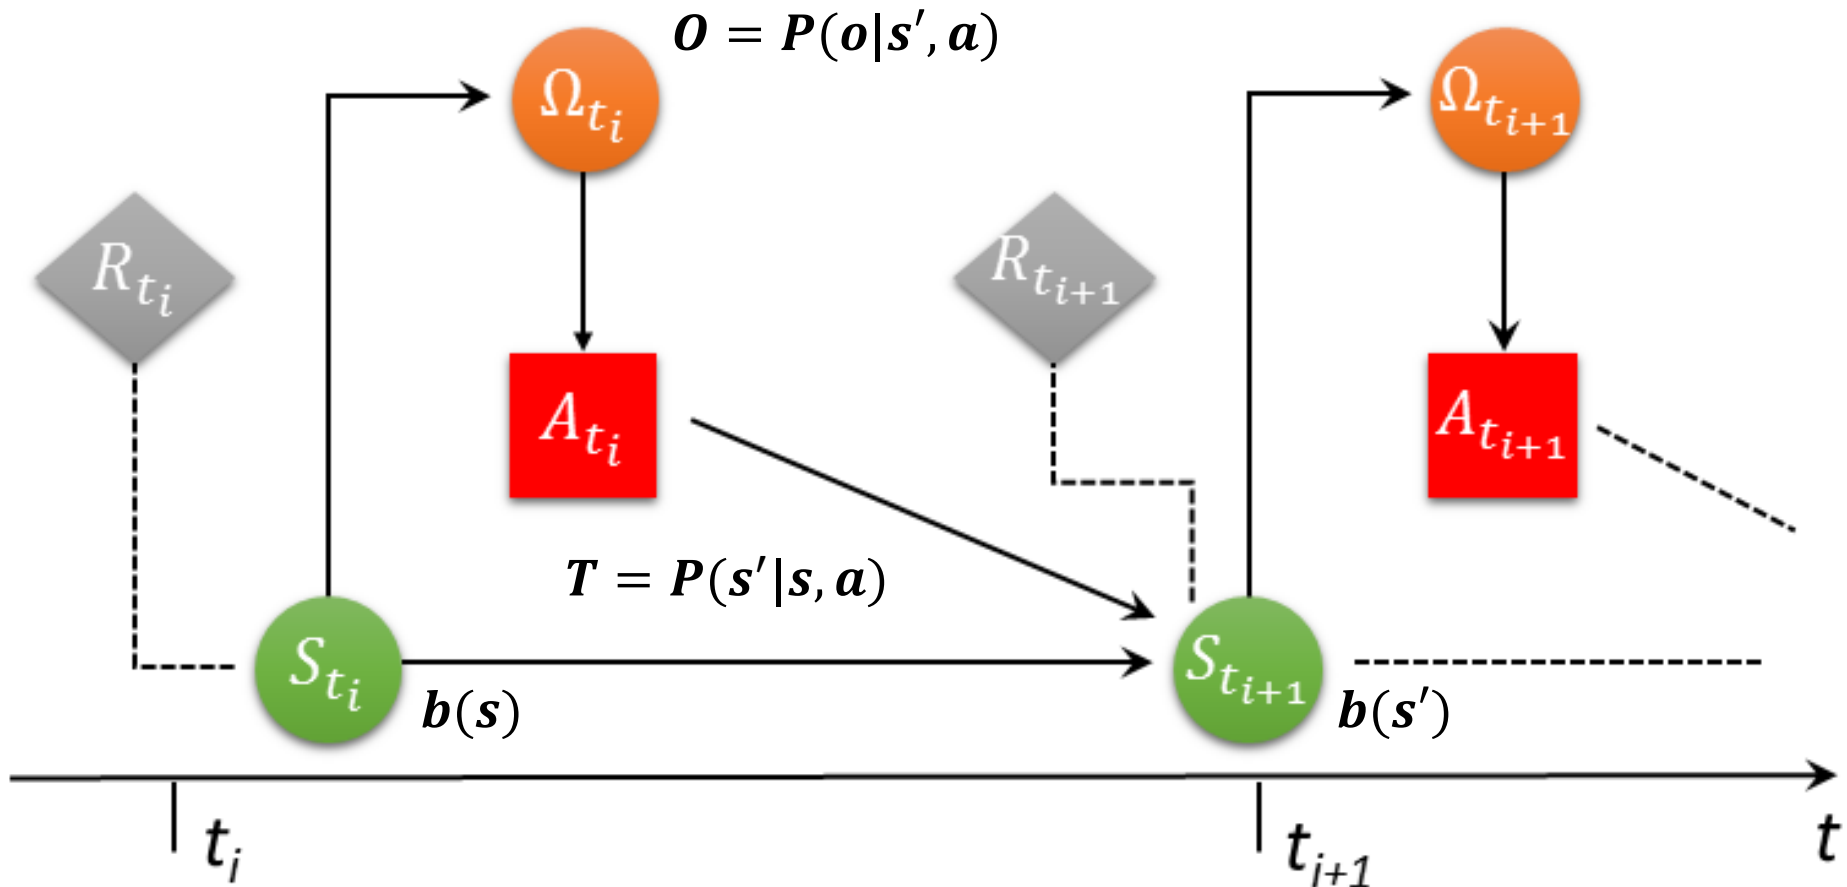 O = P(o|s′, a)
Ω_{t_i}
Ω_{t_{i+1}}
R_{t_i}
R_{t_{i+1}}
A_{t_i}
A_{t_{i+1}}
T = P(s′|s, a)
S_{t_i}
b(s)
S_{t_{i+1}}
b(s′)
t_i
t_{i+1}
t